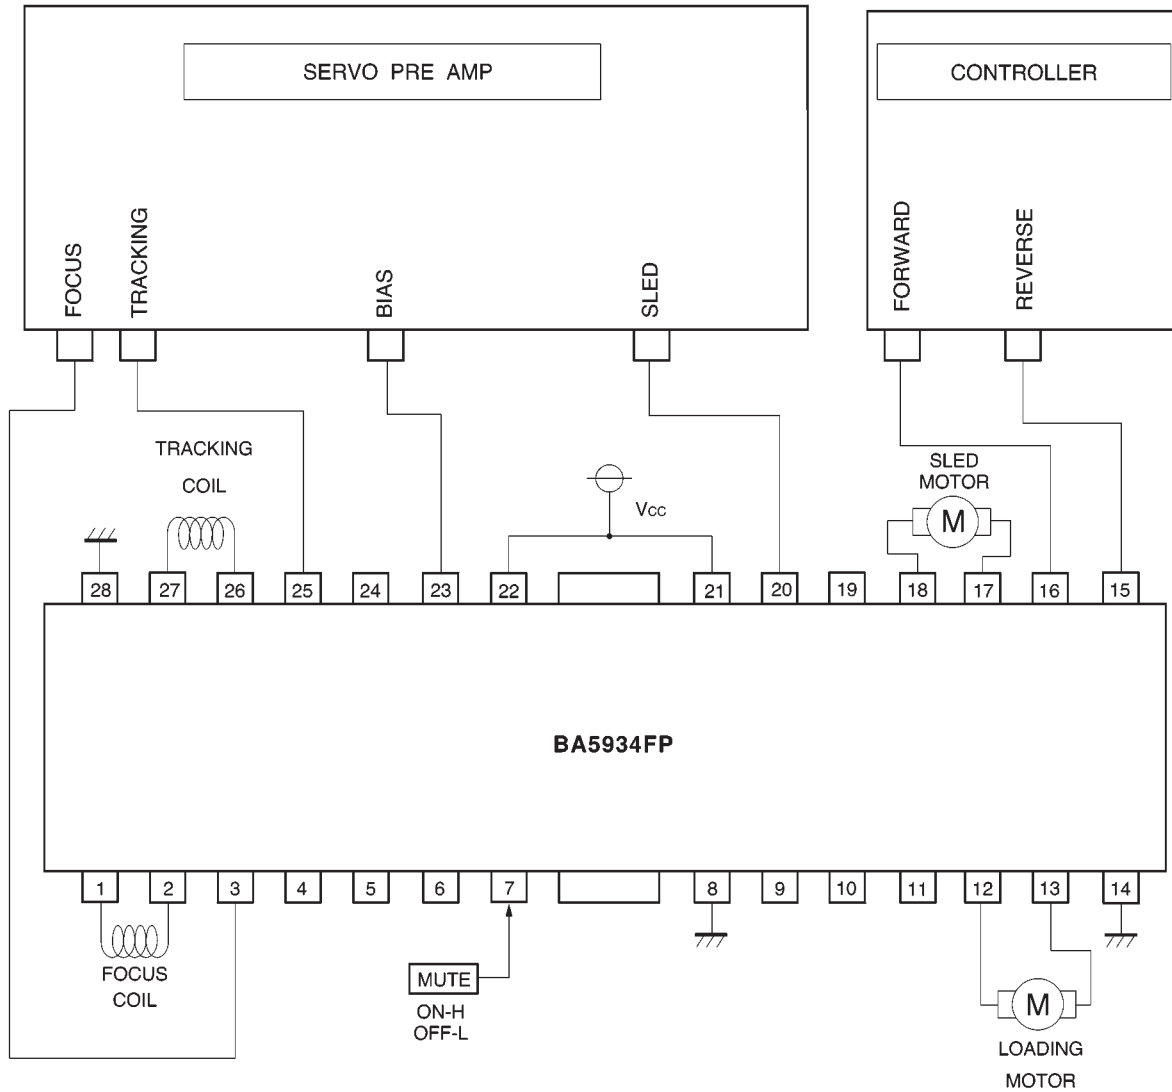 SERVO PRE AMP
CONTROLLER
FOCUS
TRACKING
BIAS
SLED
FORWARD
REVERSE
TRACKING
COIL
Vcc
SLED
MOTOR
M
28 27 26 25 24 23 22 21 20 19 18 17 16 15
BA5934FP
1 2 3 4 5 6 7 8 9 10 11 12 13 14
FOCUS
COIL
MUTE
ON-H
OFF-L
M
LOADING
MOTOR